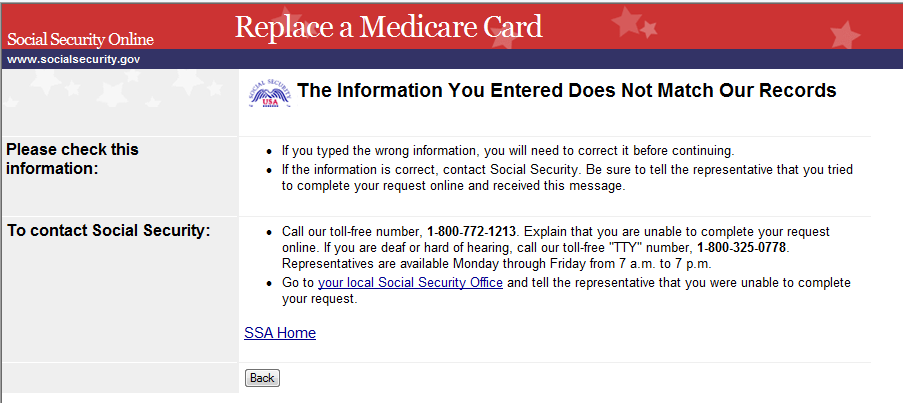 Social Security Online
Replace a Medicare Card
www.socialsecurity.gov
SOCIAL SECURITY
USA
The Information You Entered Does Not Match Our Records
Please check this
information:
• If you typed the wrong information, you will need to correct it before continuing.
• If the information is correct, contact Social Security. Be sure to tell the representative that you tried
to complete your request online and received this message.
To contact Social Security:
• Call our toll-free number, 1-800-772-1213. Explain that you are unable to complete your request
online. If you are deaf or hard of hearing, call our toll-free "TTY" number, 1-800-325-0778.
Representatives are available Monday through Friday from 7 a.m. to 7 p.m.
• Go to your local Social Security Office and tell the representative that you were unable to complete
your request.
SSA Home
Back